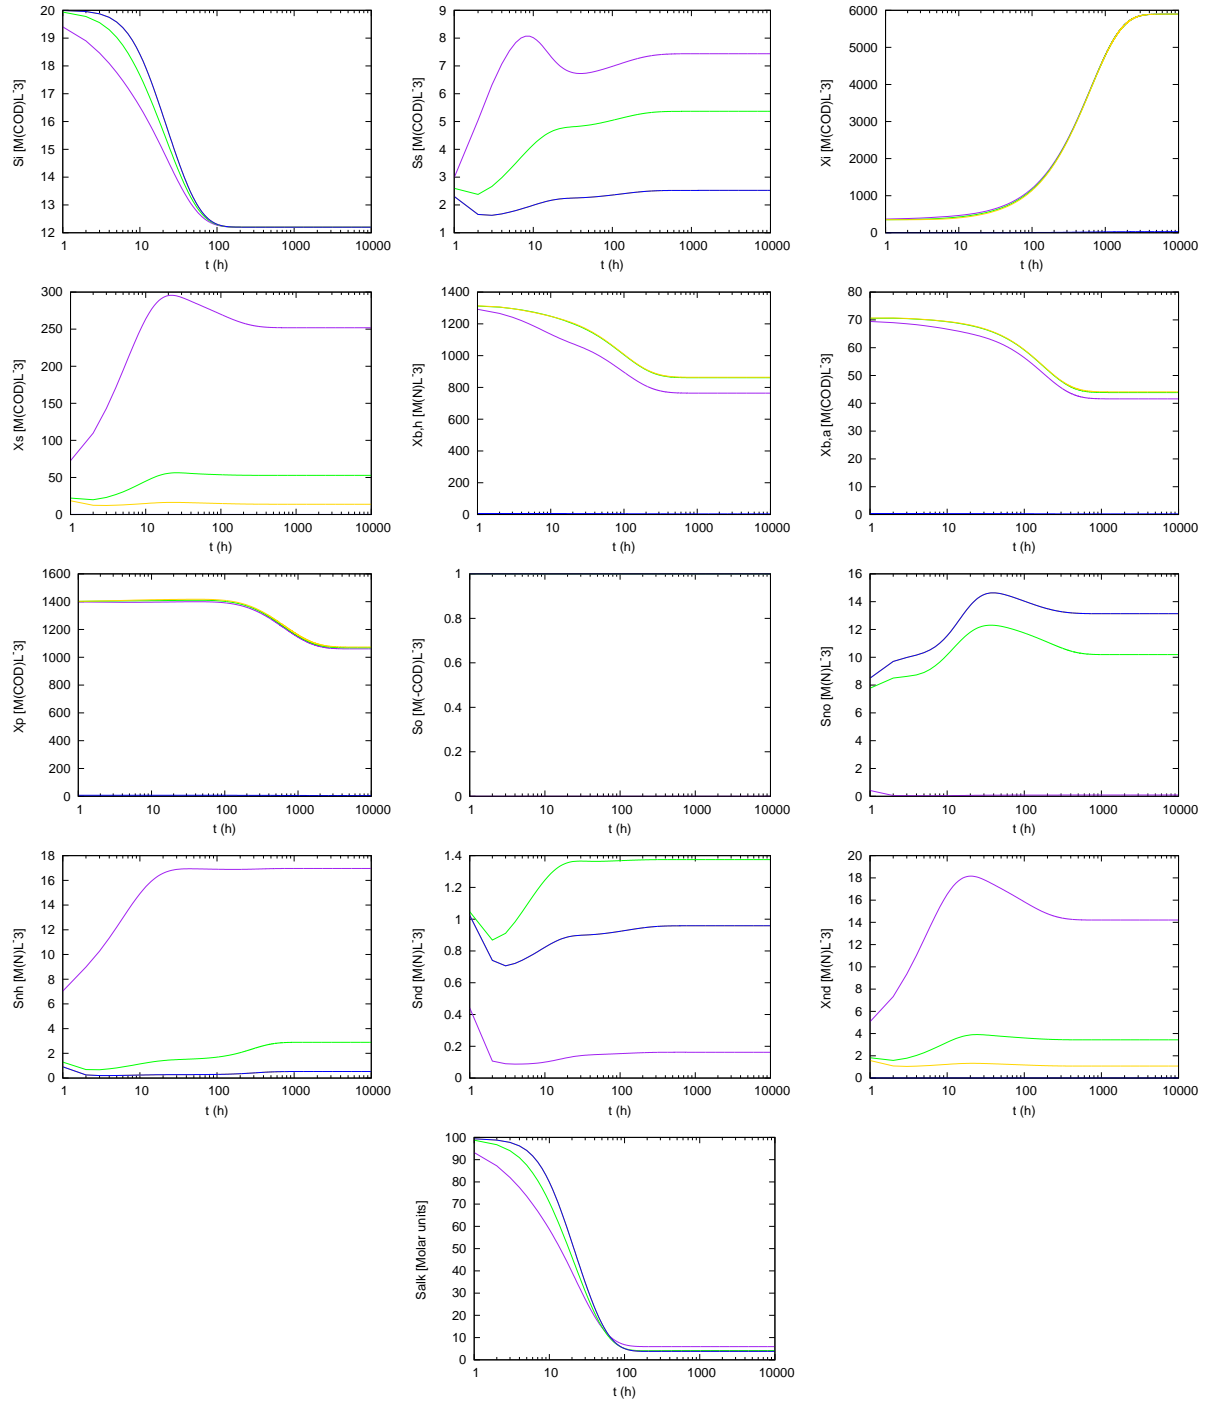 Si [M(COD)L¯3]
20
19
18
17
16
15
14
13
12
1 10 100 1000 10000
t (h)
Ss [M(COD)L¯3]
9
8
7
6
5
4
3
2
1
1 10 100 1000 10000
t (h)
Xi [M(COD)L¯3]
6000
5000
4000
3000
2000
1000
0
1 10 100 1000 10000
t (h)
Xs [M(COD)L¯3]
300
250
200
150
100
50
0
1 10 100 1000 10000
t (h)
Xb,h [M(N)L¯3]
1400
1200
1000
800
600
400
200
0
1 10 100 1000 10000
t (h)
Xb,a [M(COD)L¯3]
80
70
60
50
40
30
20
10
0
1 10 100 1000 10000
t (h)
Xp [M(COD)L¯3]
1600
1400
1200
1000
800
600
400
200
0
1 10 100 1000 10000
t (h)
So [M(-COD)L¯3]
1
0.8
0.6
0.4
0.2
0
1 10 100 1000 10000
t (h)
Sno [M(N)L¯3]
16
14
12
10
8
6
4
2
0
1 10 100 1000 10000
t (h)
Snh [M(N)L¯3]
18
16
14
12
10
8
6
4
2
0
1 10 100 1000 10000
t (h)
Snd [M(N)L¯3]
1.4
1.2
1
0.8
0.6
0.4
0.2
0
1 10 100 1000 10000
t (h)
Xnd [M(N)L¯3]
20
18
16
14
12
10
8
6
4
2
0
1 10 100 1000 10000
t (h)
Salk [Molar units]
100
90
80
70
60
50
40
30
20
10
0
1 10 100 1000 10000
t (h)